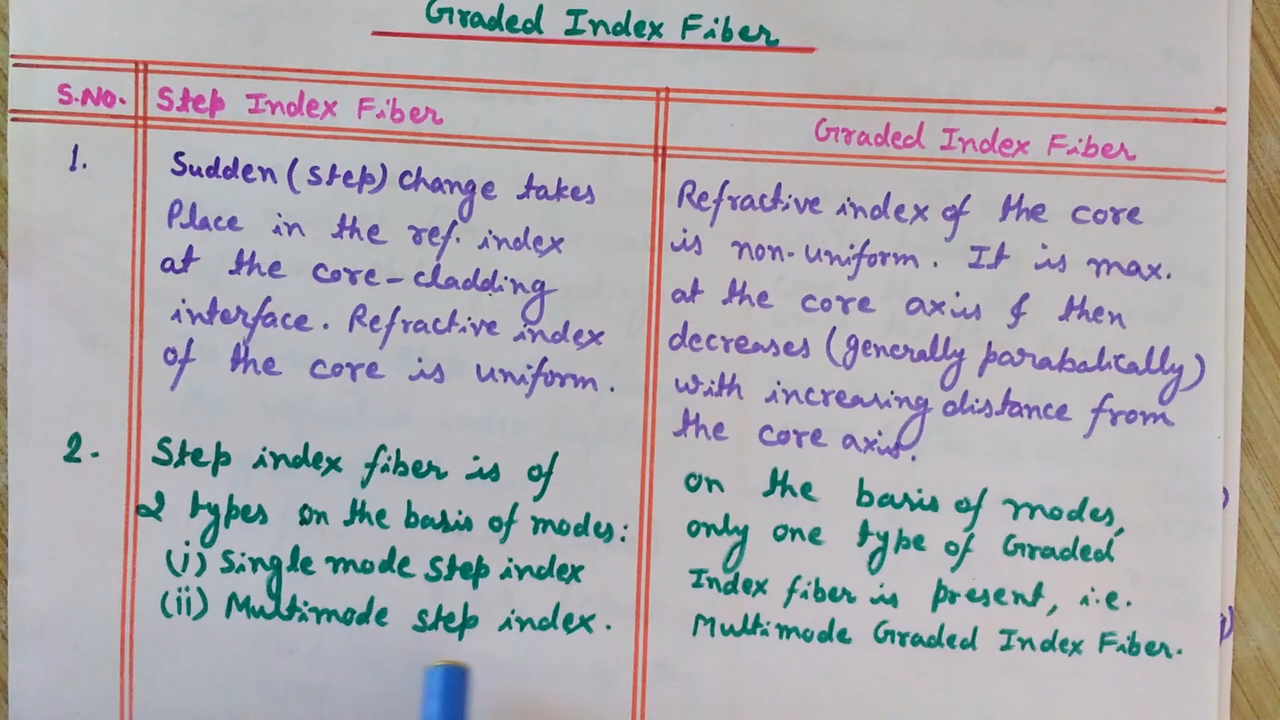 Graded Index Fiber
S.No. Step Index Fiber
Graded Index Fiber
1.
Sudden (step) change takes
Place in the ref. index
at the core-cladding
interface. Refractive index
of the core is uniform.
Refractive index of the core
is non-uniform. It is max.
at the core axis & then
decreases (generally parabalically)
with increasing distance from
the core axis.
2.
Step index fiber is of
2 types on the basis of modes:
(i) Single mode step index
(ii) Multimode step index.
on the basis of modes,
only one type of Graded
Index fiber is present, i.e.
Multimode Graded Index Fiber.